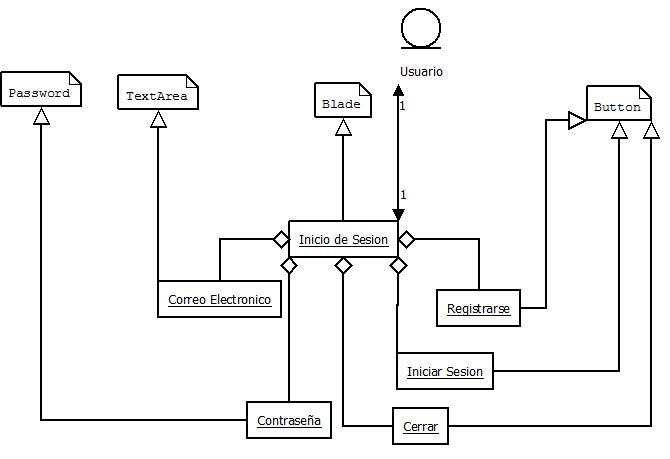 Usuario
Password
TextArea
Blade
1
Button
1
Inicio de Sesion
Correo Electronico
Registrarse
Iniciar Sesion
Contraseña
Cerrar